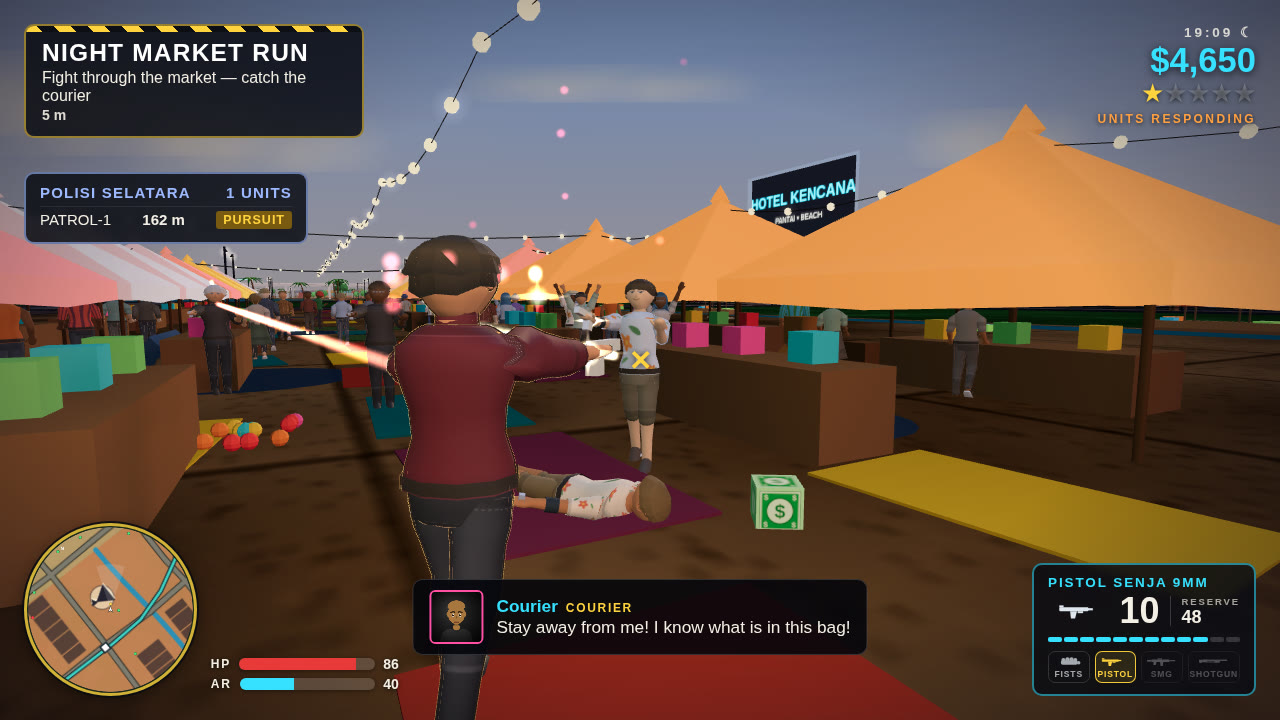 NIGHT MARKET RUN
Fight through the market — catch the
courier
5 m
19:09
$4,650
UNITS RESPONDING
POLISI SELATARA 1 UNITS
PATROL-1 162 m PURSUIT
HOTEL KENCANA
PANTAI • BEACH
$
Courier COURIER
Stay away from me! I know what is in this bag!
HP 86
AR 40
PISTOL SENJA 9MM
10 RESERVE
48
FISTS PISTOL SMG SHOTGUN